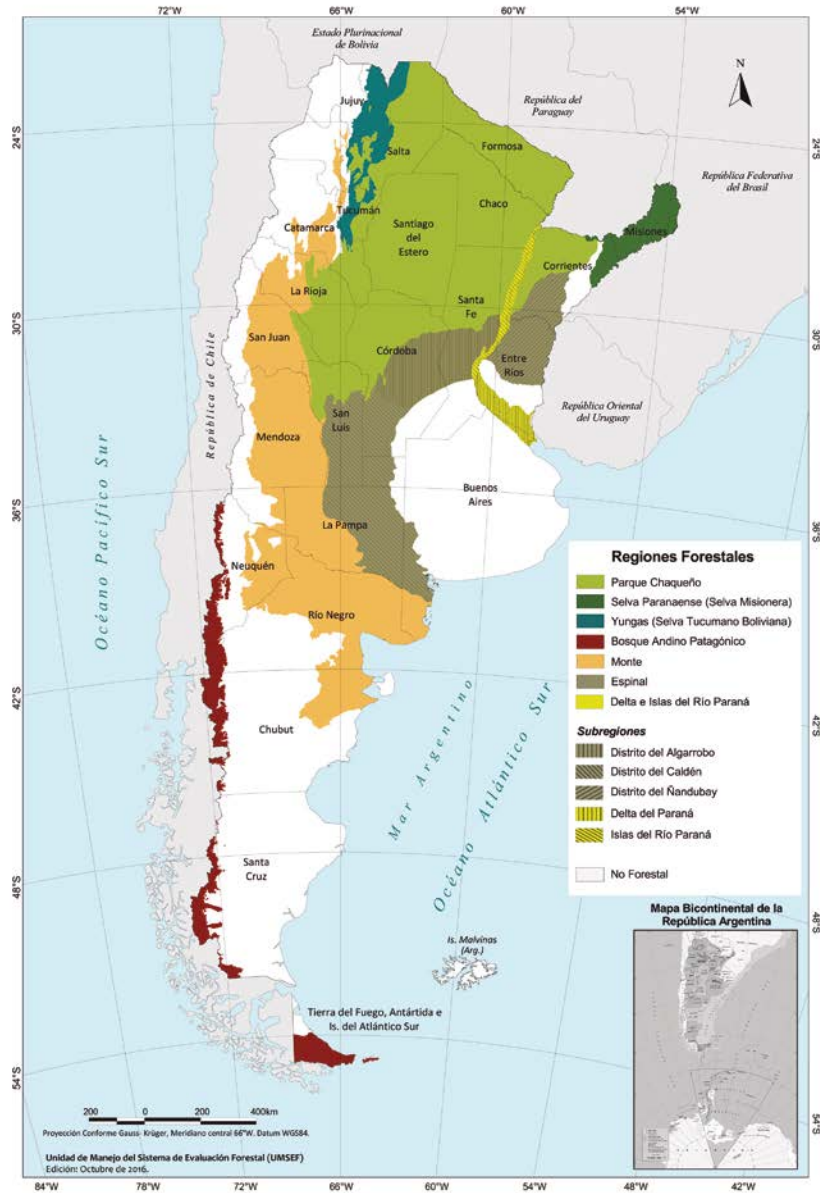 72°W
66°W
60°W
54°W
Estado Plurinacional
de Bolivia
N
Jujuy
República del
Paraguay
24°S
24°S
Formosa
Salta
República Federativa
del Brasil
Chaco
Tucumán
Misiones
Catamarca
Santiago
del
Estero
Corrientes
La Rioja
Santa
Fe
30°S
30°S
San Juan
Córdoba
Entre
Ríos
República de Chile
San
Luis
República Oriental
del Uruguay
Mendoza
Buenos
Aires
Océano Pacífico Sur
36°S
36°S
La Pampa
Neuquén
Río Negro
42°S
42°S
Chubut
Mar Argentino
Océano Atlántico Sur
Santa
Cruz
48°S
48°S
Is. Malvinas
(Arg.)
Tierra del Fuego, Antártida e
Is. del Atlántico Sur
54°S
54°S
Regiones Forestales
Parque Chaqueño
Selva Paranaense (Selva Misionera)
Yungas (Selva Tucumano Boliviana)
Bosque Andino Patagónico
Monte
Espinal
Delta e Islas del Río Paraná
Subregiones
Distrito del Algarrobo
Distrito del Caldén
Distrito del Ñandubay
Delta del Paraná
Islas del Río Paraná
No Forestal
Mapa Bicontinental de la
República Argentina
200 0 200 400km
Proyección Conforme Gauss- Krüger, Meridiano central 66°W. Datum WGS84.
Unidad de Manejo del Sistema de Evaluación Forestal (UMSEF)
Edición: Octubre de 2016.
84°W
78°W
72°W
66°W
60°W
54°W
48°W
42°W